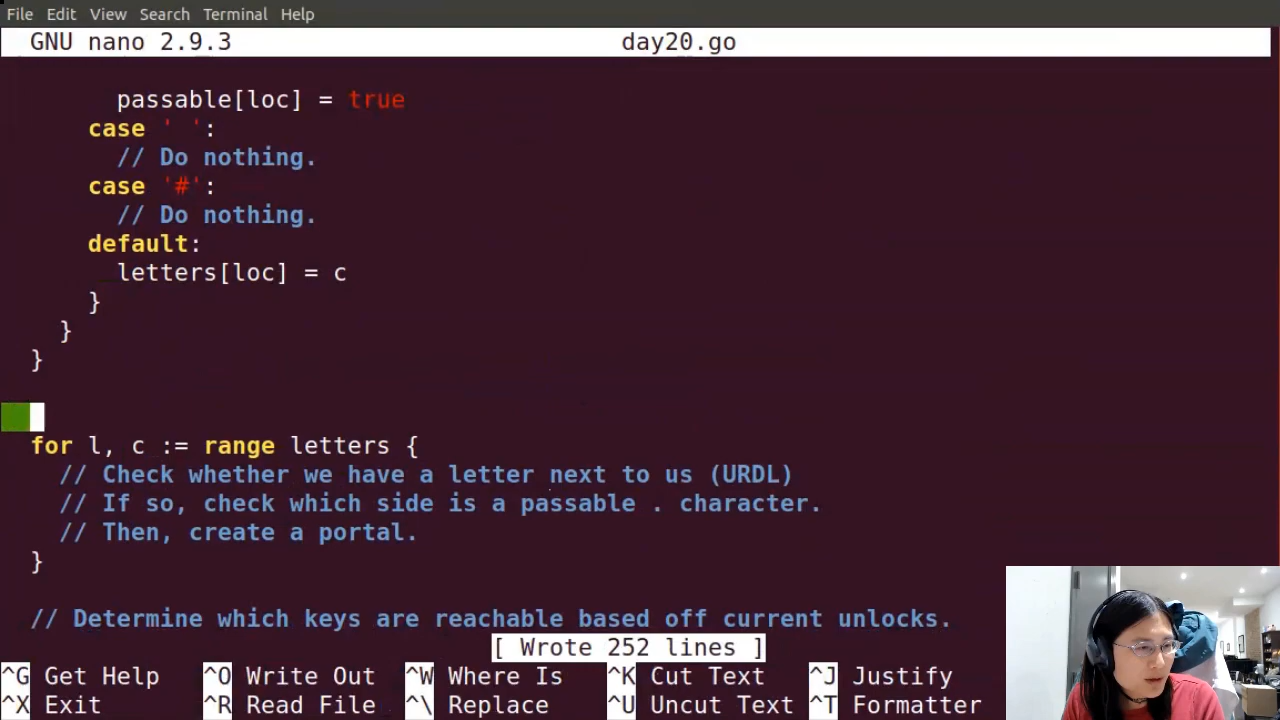 File Edit View Search Terminal Help
GNU nano 2.9.3 day20.go
passable[loc] = true
case ' ':
// Do nothing.
case '#':
// Do nothing.
default:
letters[loc] = c
}
}
}
for l, c := range letters {
// Check whether we have a letter next to us (URDL)
// If so, check which side is a passable . character.
// Then, create a portal.
}
// Determine which keys are reachable based off current unlocks.
[ Wrote 252 lines ]
^G Get Help ^O Write Out ^W Where Is ^K Cut Text ^J Justify
^X Exit ^R Read File ^\ Replace ^U Uncut Text ^T Formatter